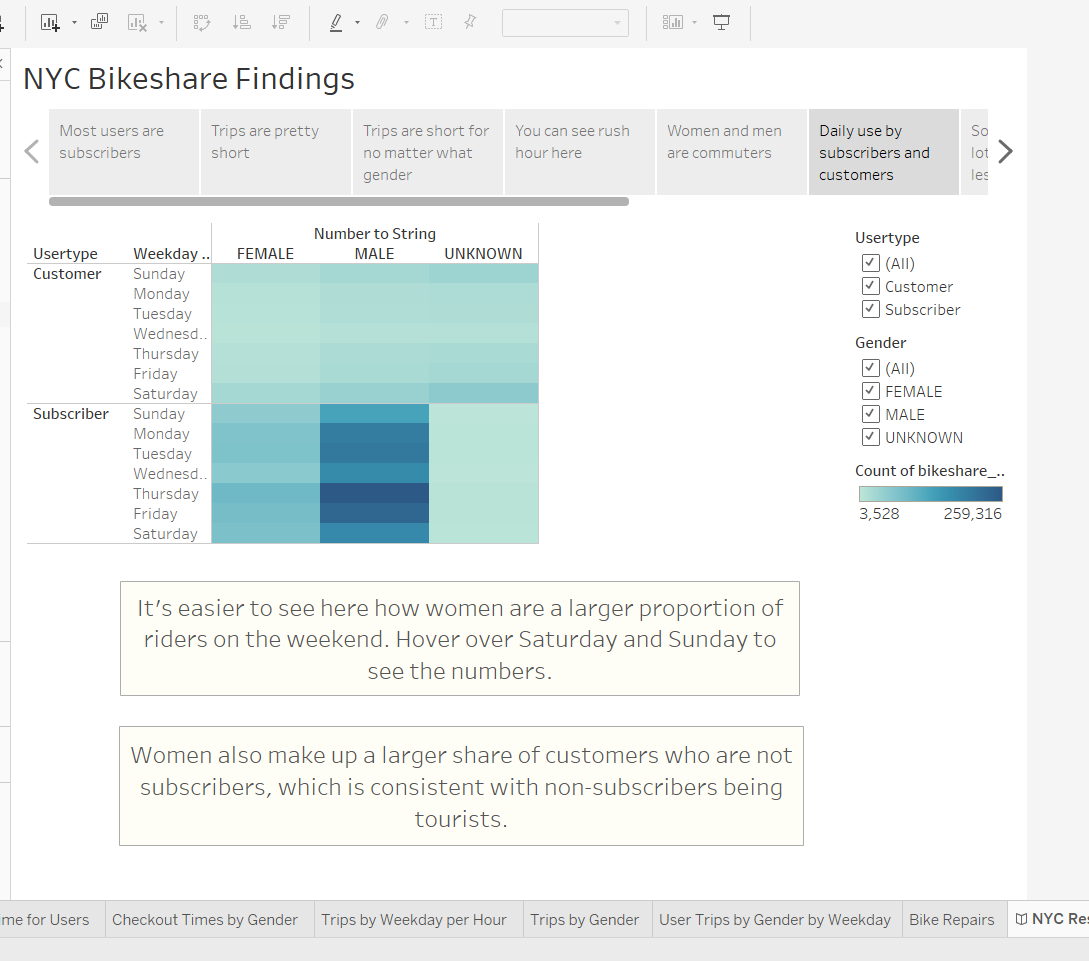 NYC Bikeshare Findings
Most users are
subscribers
Trips are pretty
short
Trips are short for
no matter what
gender
You can see rush
hour here
Women and men
are commuters
Daily use by
subscribers and
customers
So
lot
les
Number to String
Usertype Weekday .. FEMALE MALE UNKNOWN
Customer Sunday
Monday
Tuesday
Wednesd..
Thursday
Friday
Saturday
Subscriber Sunday
Monday
Tuesday
Wednesd..
Thursday
Friday
Saturday
Usertype
(All)
Customer
Subscriber
Gender
(All)
FEMALE
MALE
UNKNOWN
Count of bikeshare_..
3,528 259,316
It's easier to see here how women are a larger proportion of
riders on the weekend. Hover over Saturday and Sunday to
see the numbers.
Women also make up a larger share of customers who are not
subscribers, which is consistent with non-subscribers being
tourists.
me for Users Checkout Times by Gender Trips by Weekday per Hour Trips by Gender User Trips by Gender by Weekday Bike Repairs NYC Res